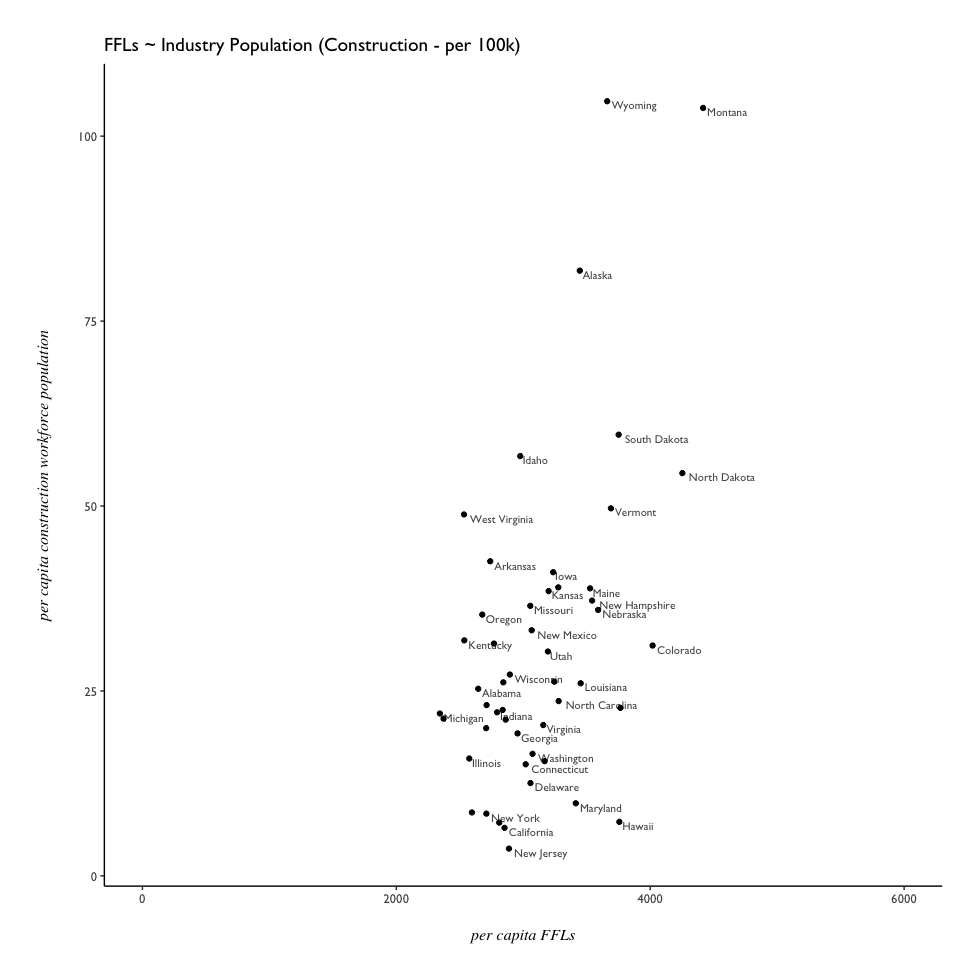 FFLs ~ Industry Population (Construction - per 100k)
Wyoming
Montana
100
Alaska
75
per capita construction workforce population
South Dakota
Idaho
North Dakota
50
Vermont
West Virginia
Arkansas
Iowa
Kansas
Maine
New Hampshire
Missouri
Nebraska
Oregon
New Mexico
Kentucky
Colorado
Utah
Wisconsin
25
Louisiana
Alabama
North Carolina
Michigan
Indiana
Virginia
Georgia
Washington
Illinois
Connecticut
Delaware
Maryland
New York
Hawaii
California
New Jersey
0
0
2000
4000
6000
per capita FFLs